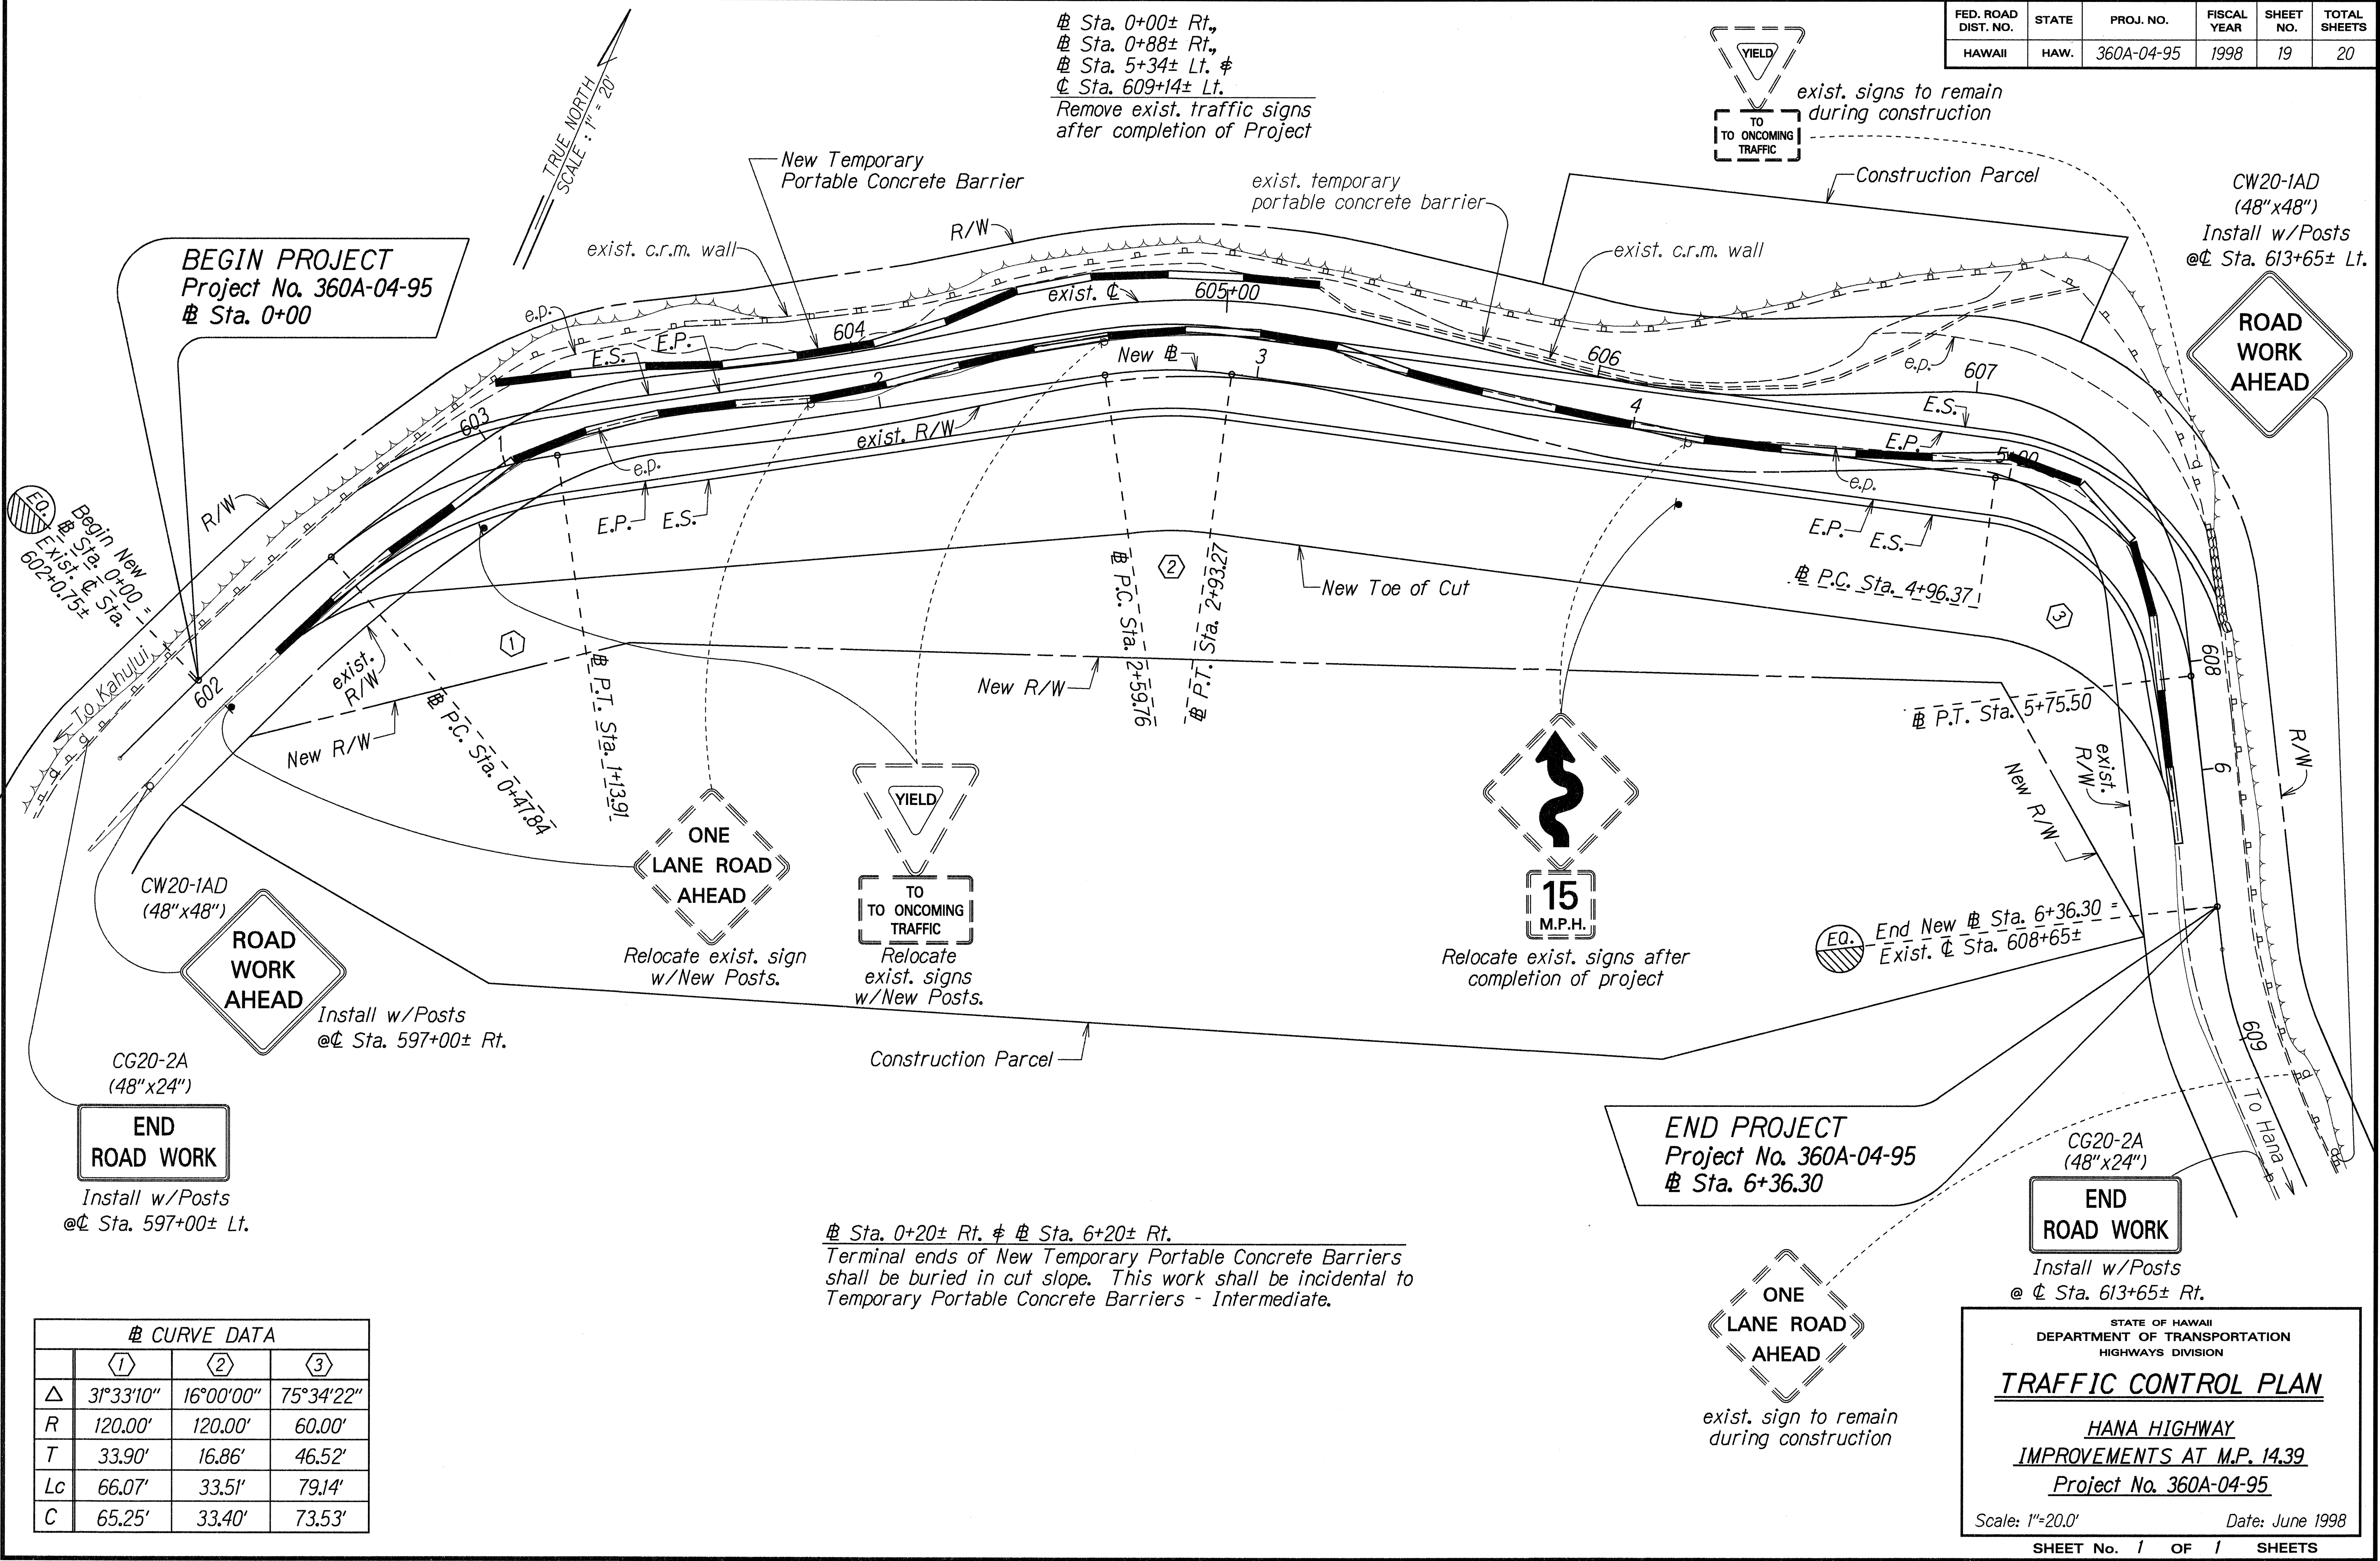 FED. ROAD DIST. NO. STATE PROJ. NO. FISCAL YEAR SHEET NO. TOTAL SHEETS
HAWAII HAW. 360A-04-95 1998 19 20
TRUE NORTH
SCALE : 1" = 20'
℄ Sta. 0+00± Rt.,
℄ Sta. 0+88± Rt.,
℄ Sta. 5+34± Lt. &
℄ Sta. 609+14± Lt.
Remove exist. traffic signs
after completion of Project
YIELD
TO
TO ONCOMING
TRAFFIC
exist. signs to remain
during construction
Construction Parcel
CW20-1AD
(48"x48")
Install w/Posts
@℄ Sta. 613+65± Lt.
ROAD
WORK
AHEAD
New Temporary
Portable Concrete Barrier
exist. temporary
portable concrete barrier
R/W
exist. c.r.m. wall
exist. c.r.m. wall
BEGIN PROJECT
Project No. 360A-04-95
BL Sta. 0+00
e.p.
E.S.
E.P.
604
exist. ℄
605+00
New BL
3
606
607
e.p.
E.S.
E.P.
603
1
2
4
5+00
exist. R/W
e.p.
e.p.
E.P.
E.S.
E.P.
E.S.
R/W
EQ.
Begin New
BL Sta. 0+00 =
Exist. ℄ Sta.
602+0.75±
To Kahului
602
exist.
R/W
New R/W
1
BL P.C. Sta. 0+47.84
BL P.T. Sta. 1+13.91
2
BL P.C. Sta. 2+59.76
BL P.T. Sta. 2+93.27
New Toe of Cut
New R/W
BL P.C. Sta. 4+96.37
3
BL P.T. Sta. 5+75.50
608
6
R/W
exist.
R/W
New R/W
609
To Hana
EQ.
End New BL Sta. 6+36.30 =
Exist. ℄ Sta. 608+65±
CW20-1AD
(48"x48")
ROAD
WORK
AHEAD
Install w/Posts
@℄ Sta. 597+00± Rt.
CG20-2A
(48"x24")
END
ROAD WORK
Install w/Posts
@℄ Sta. 597+00± Lt.
ONE
LANE ROAD
AHEAD
Relocate exist. sign
w/New Posts.
YIELD
TO
TO ONCOMING
TRAFFIC
Relocate
exist. signs
w/New Posts.
15
M.P.H.
Relocate exist. signs after
completion of project
Construction Parcel
END PROJECT
Project No. 360A-04-95
BL Sta. 6+36.30
CG20-2A
(48"x24")
END
ROAD WORK
Install w/Posts
@ ℄ Sta. 613+65± Rt.
ONE
LANE ROAD
AHEAD
exist. sign to remain
during construction
BL Sta. 0+20± Rt. & BL Sta. 6+20± Rt.
Terminal ends of New Temporary Portable Concrete Barriers
shall be buried in cut slope. This work shall be incidental to
Temporary Portable Concrete Barriers - Intermediate.
BL CURVE DATA
1 2 3
Δ 31°33'10" 16°00'00" 75°34'22"
R 120.00' 120.00' 60.00'
T 33.90' 16.86' 46.52'
Lc 66.07' 33.51' 79.14'
C 65.25' 33.40' 73.53'
STATE OF HAWAII
DEPARTMENT OF TRANSPORTATION
HIGHWAYS DIVISION
TRAFFIC CONTROL PLAN
HANA HIGHWAY
IMPROVEMENTS AT M.P. 14.39
Project No. 360A-04-95
Scale: 1"=20.0' Date: June 1998
SHEET No. 1 OF 1 SHEETS